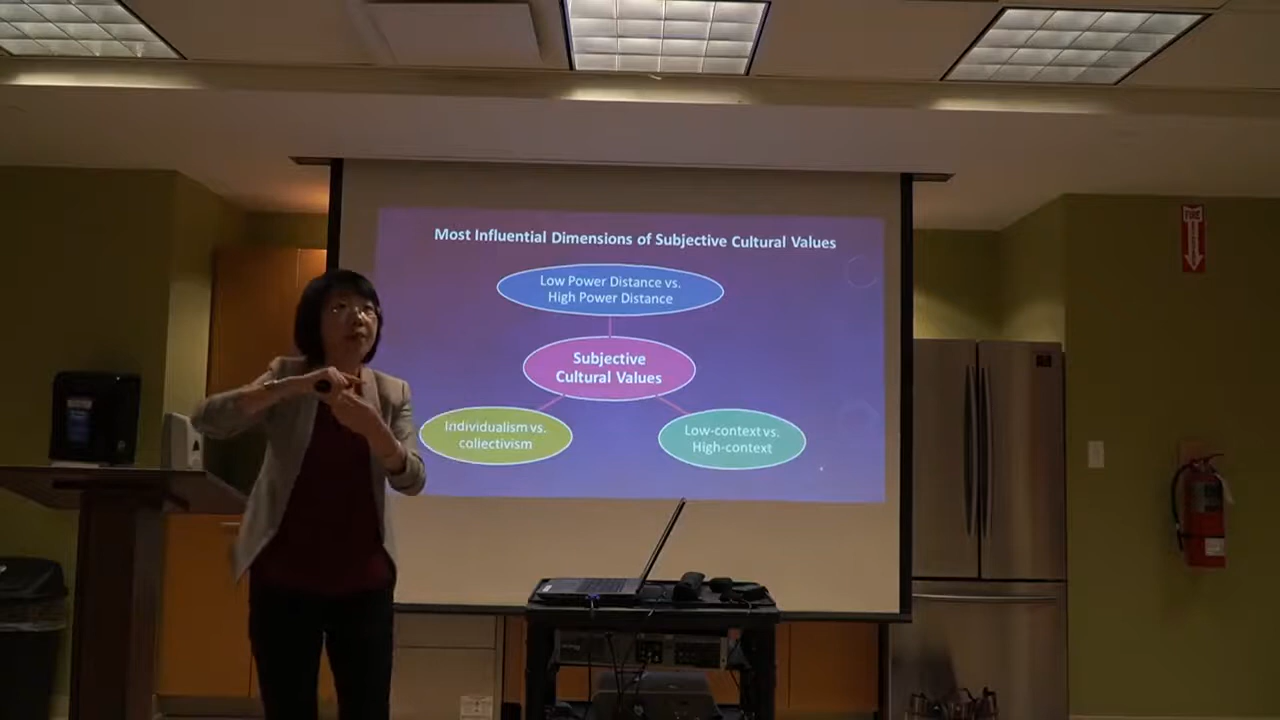 Most Influential Dimensions of Subjective Cultural Values
Low Power Distance vs.
High Power Distance
Subjective
Cultural Values
Individualism vs.
collectivism
Low-context vs.
High-context
FIRE